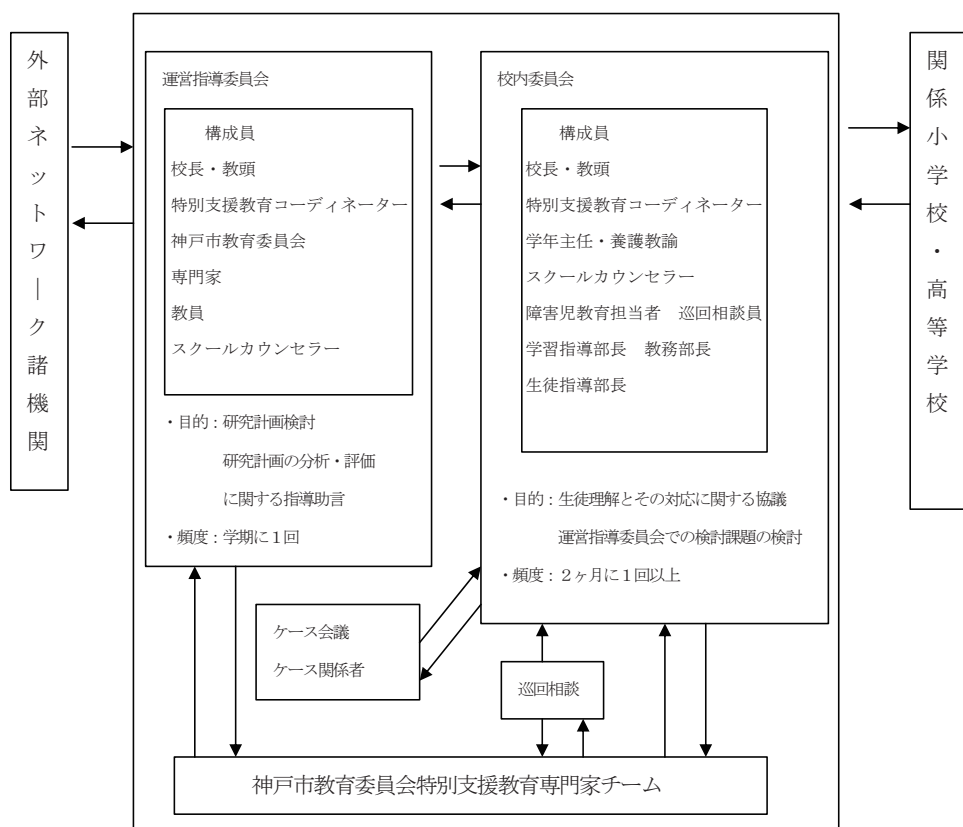 外部ネットワーク諸機関
運営指導委員会
構成員
校長・教頭
特別支援教育コーディネーター
神戸市教育委員会
専門家
教員
スクールカウンセラー
・目的:研究計画検討
研究計画の分析・評価
に関する指導助言
・頻度:学期に1回
校内委員会
構成員
校長・教頭
特別支援教育コーディネーター
学年主任・養護教諭
スクールカウンセラー
障害児教育担当者 巡回相談員
学習指導部長 教務部長
生徒指導部長
・目的:生徒理解とその対応に関する協議
運営指導委員会での検討課題の検討
・頻度:2ヶ月に1回以上
関係小学校・高等学校
ケース会議
ケース関係者
巡回相談
神戸市教育委員会特別支援教育専門家チーム